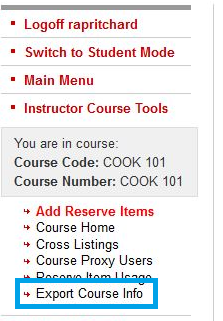 Logoff rapritchard
Switch to Student Mode
Main Menu
Instructor Course Tools
You are in course:
Course Code: COOK 101
Course Number: COOK 101
Add Reserve Items
Course Home
Cross Listings
Course Proxy Users
Reserve Item Usage
Export Course Info